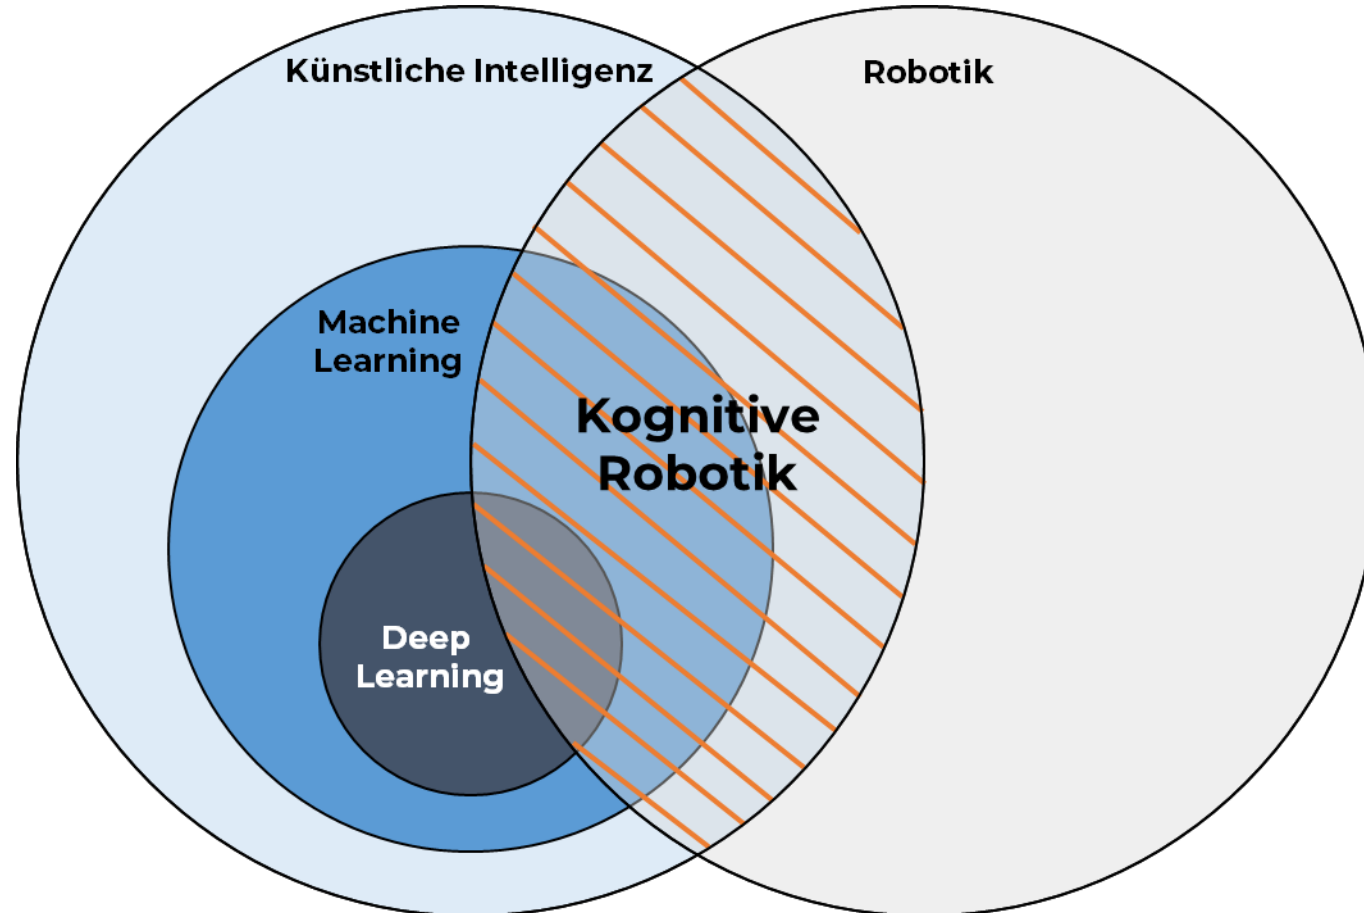 Künstliche Intelligenz
Robotik
Machine
Learning
Kognitive
Robotik
Deep
Learning